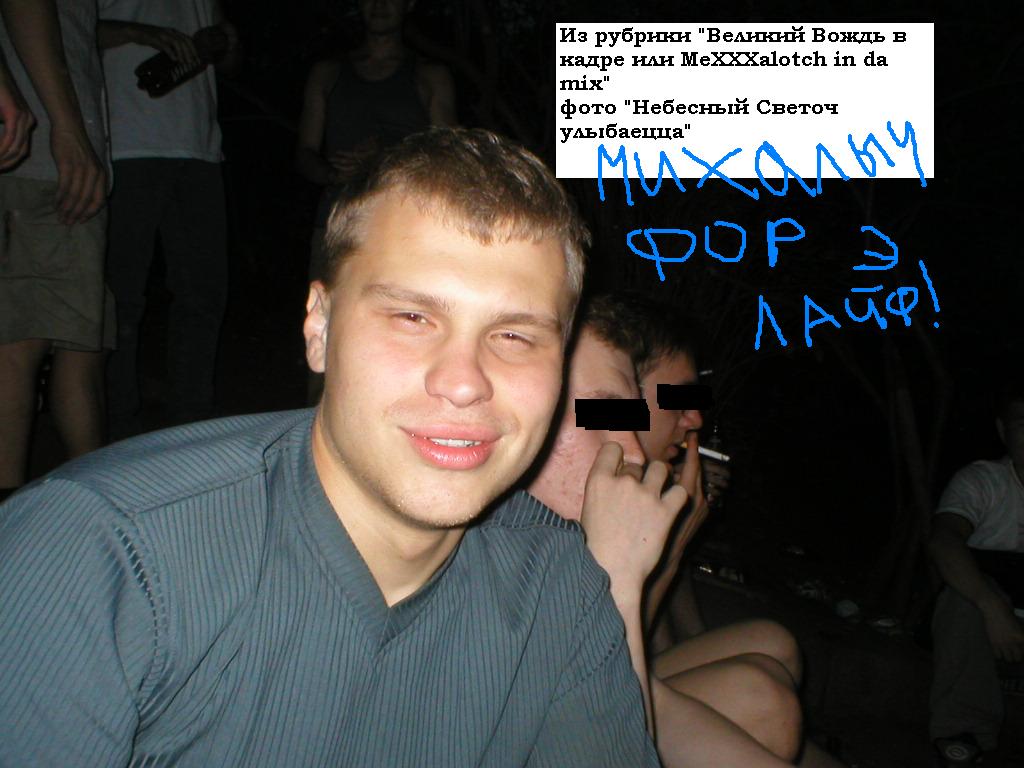 Из рубрики "Великий Вождь в
кадре или MeXXXalotch in da
mix"
фото "Небесный Светоч
улыбаецца"
МИХАЛЫЧ
ФОР Э
ЛАЙФ!